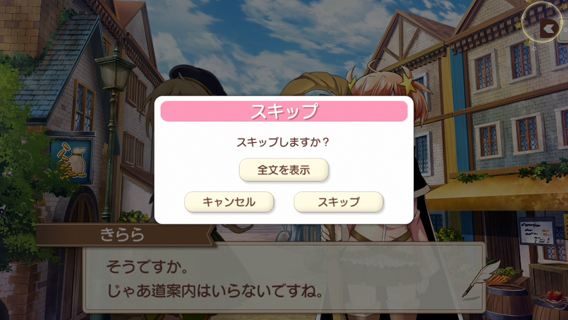 スキップ
スキップしますか？
全文を表示
キャンセル
スキップ
きらら
そうですか。
じゃあ道案内はいらないですね。